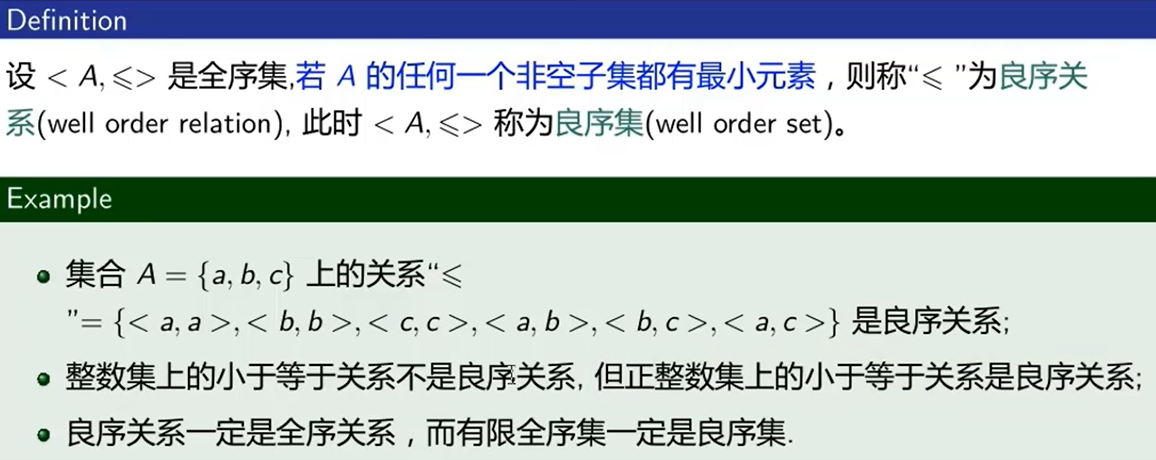 Definition
设 < A, ⩽> 是全序集,若 A 的任何一个非空子集都有最小元素，则称“⩽ ”为良序关
系(well order relation), 此时 < A, ⩽> 称为良序集(well order set)。
Example
集合 A = {a, b, c} 上的关系“⩽
”= {< a, a >, < b, b >, < c, c >, < a, b >, < b, c >, < a, c >} 是良序关系;
整数集上的小于等于关系不是良序关系, 但正整数集上的小于等于关系是良序关系;
良序关系一定是全序关系，而有限全序集一定是良序集.